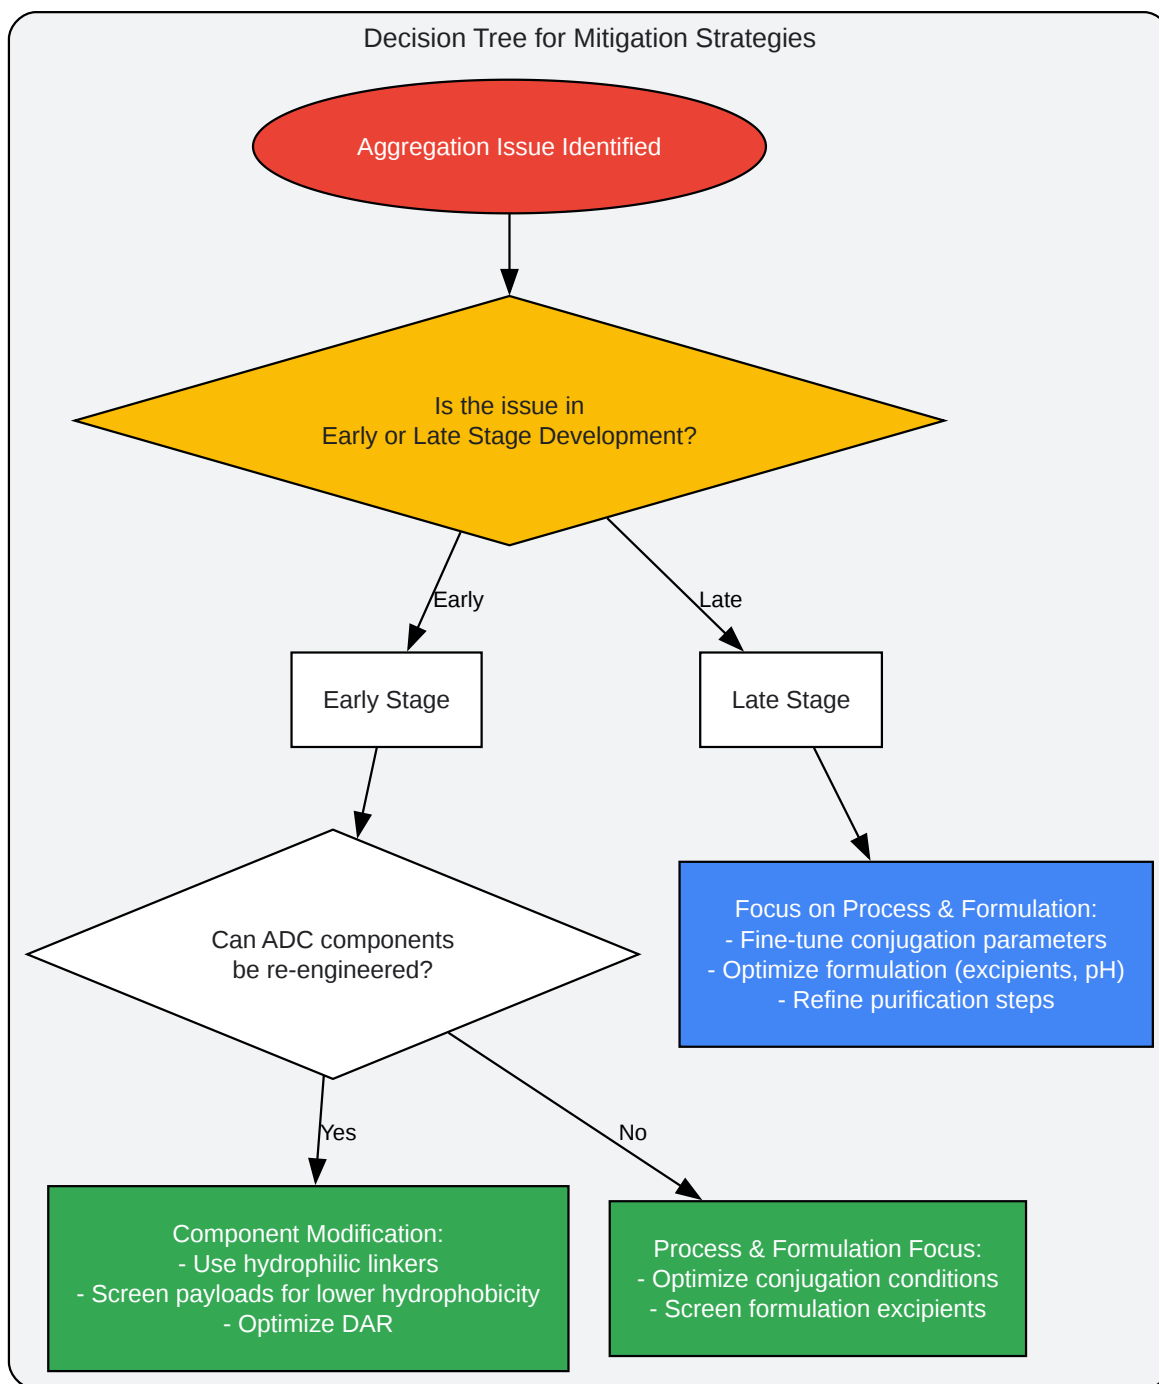 Decision Tree for Mitigation Strategies
Aggregation Issue Identified
Is the issue in
Early or Late Stage Development?
Early
Late
Early Stage
Late Stage
Can ADC components
be re-engineered?
Focus on Process & Formulation:
- Fine-tune conjugation parameters
- Optimize formulation (excipients, pH)
- Refine purification steps
Yes
No
Component Modification:
- Use hydrophilic linkers
- Screen payloads for lower hydrophobicity
- Optimize DAR
Process & Formulation Focus:
- Optimize conjugation conditions
- Screen formulation excipients